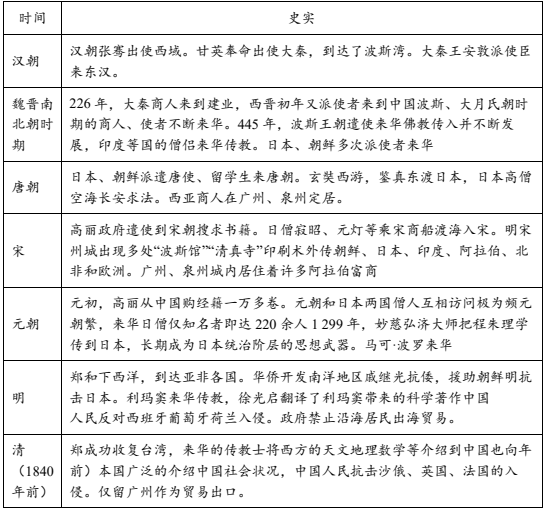 时间 史实
汉朝
汉朝张骞出使西域。甘英奉命出使大秦，到达了波斯湾。大秦王安敦派使臣
来东汉。
魏晋南
北朝时
期
226 年，大秦商人来到建业，西晋初年又派使者来到中国波斯、大月氏朝时
期的商人、使者不断来华。445 年，波斯王朝遣使来华佛教传入并不断发
展，印度等国的僧侣来华传教。日本、朝鲜多次派使者来华
唐朝
日本、朝鲜派遣唐使、留学生来唐朝。玄奘西游，鉴真东渡日本，日本高僧
空海长安求法。西亚商人在广州、泉州定居。
宋
高丽政府遣使到宋朝搜求书籍。日僧寂昭、元灯等乘宋商船渡海入宋。明宋
州城出现多处“波斯馆”“清真寺”印刷术外传朝鲜、日本、印度、阿拉伯、北
非和欧洲。广州、泉州城内居住着许多阿拉伯富商
元朝
元初，高丽从中国购经籍一万多卷。元朝和日本两国僧人互相访问极为频元
朝繁，来华日僧仅知名者即达 220 余人 1 299 年，妙慈弘济大师把程朱理学
传到日本，长期成为日本统治阶层的思想武器。马可·波罗来华
明
郑和下西洋，到达亚非各国。华侨开发南洋地区戚继光抗倭，援助朝鲜明抗
击日本。利玛窦来华传教，徐光启翻译了利玛窦带来的科学著作中国
人民反对西班牙葡萄牙荷兰入侵。政府禁止沿海居民出海贸易。
清
（1840
年前）
郑成功收复台湾，来华的传教士将西方的天文地理数学等介绍到中国也向年
前）本国广泛的介绍中国社会状况，中国人民抗击沙俄、英国、法国的入
侵。仅留广州作为贸易出口。